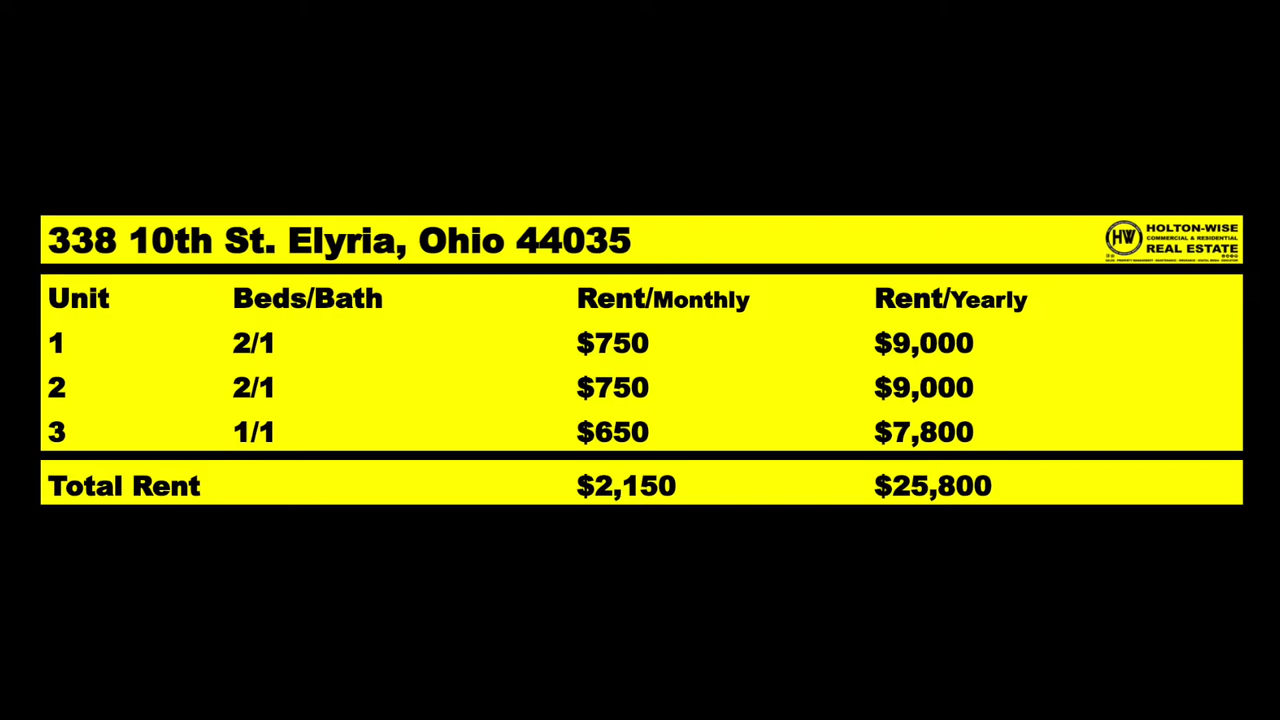 338 10th St. Elyria, Ohio 44035
HW
HOLTON-WISE
COMMERCIAL & RESIDENTIAL
REAL ESTATE
Unit Beds/Bath Rent/Monthly Rent/Yearly
1 2/1 $750 $9,000
2 2/1 $750 $9,000
3 1/1 $650 $7,800
Total Rent $2,150 $25,800